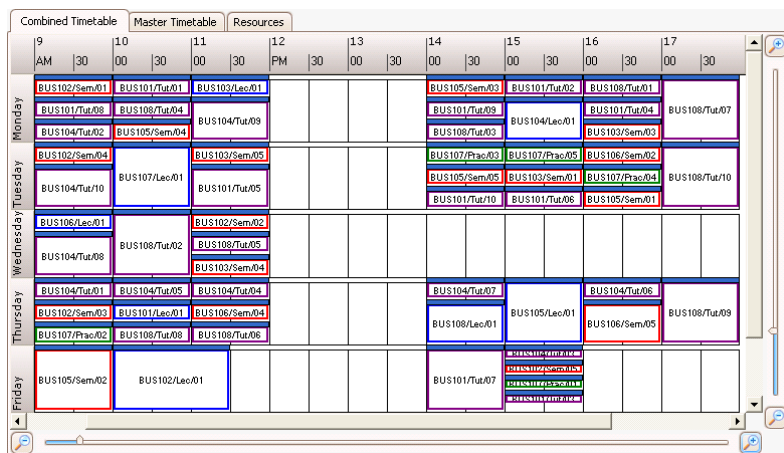 Combined Timetable Master Timetable Resources
9 10 11 12 13 14 15 16 17
AM 30 00 30 00 30 PM 30 00 30 00 30 00 30 00 30 00 30
Monday
BUS102/Sem/01 BUS101/Tut/01 BUS103/Lec/01 BUS105/Sem/03 BUS101/Tut/02 BUS108/Tut/01 BUS108/Tut/07
BUS101/Tut/08 BUS108/Tut/04 BUS104/Tut/09 BUS101/Tut/09 BUS104/Lec/01 BUS101/Tut/04
BUS104/Tut/02 BUS105/Sem/04 BUS108/Tut/03 BUS103/Sem/03
Tuesday
BUS102/Sem/04 BUS107/Lec/01 BUS103/Sem/05 BUS107/Prac/03 BUS107/Prac/05 BUS106/Sem/02 BUS108/Tut/10
BUS104/Tut/10 BUS101/Tut/05 BUS105/Sem/05 BUS103/Sem/01 BUS107/Prac/04
BUS101/Tut/10 BUS101/Tut/06 BUS105/Sem/01
Wednesday
BUS106/Lec/01 BUS108/Tut/02 BUS102/Sem/02
BUS104/Tut/08 BUS108/Tut/05
BUS103/Sem/04
Thursday
BUS104/Tut/01 BUS104/Tut/05 BUS104/Tut/04 BUS104/Tut/07 BUS105/Lec/01 BUS104/Tut/06 BUS108/Tut/09
BUS102/Sem/03 BUS101/Lec/01 BUS106/Sem/04 BUS108/Lec/01 BUS106/Sem/05
BUS107/Prac/02 BUS108/Tut/08 BUS108/Tut/06
Friday
BUS105/Sem/02 BUS102/Lec/01 BUS101/Tut/07
BUS102/Sem/05
BUS107/Prac/01